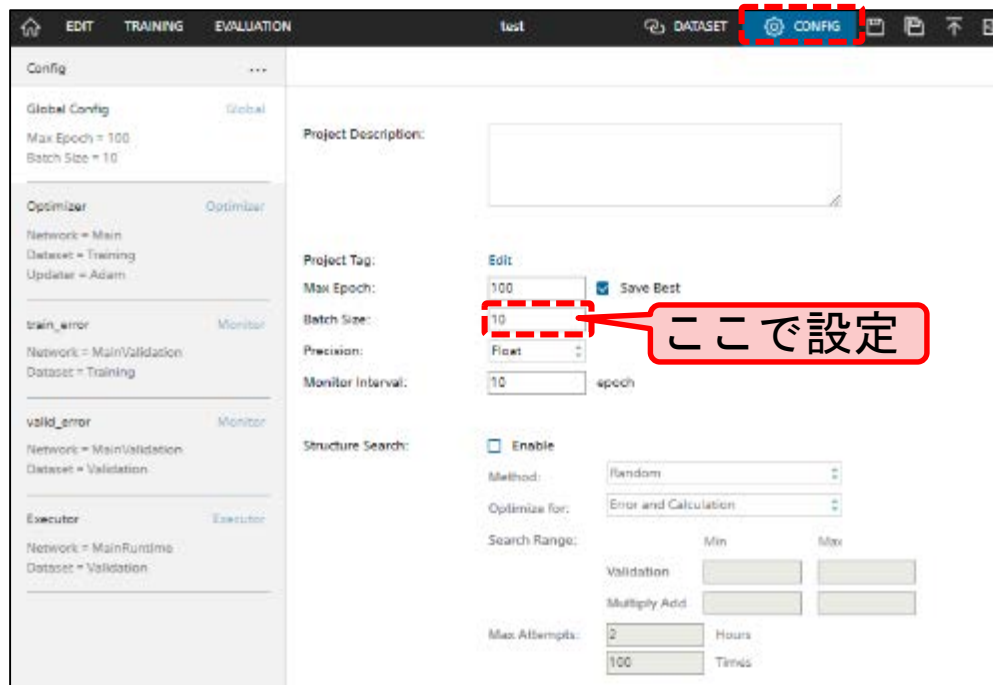 EDIT TRAINING EVALUATION test DATASET CONFIG
Config ...
Global Config Global
Max Epoch = 100
Batch Size = 10
Optimizer Optimizer
Network = Main
Dataset = Training
Updater = Adam
train_error Monitor
Network = MainValidation
Dataset = Training
valid_error Monitor
Network = MainValidation
Dataset = Validation
Executor Executor
Network = MainRuntime
Dataset = Validation
Project Description:
Project Tag: Edit
Max Epoch: 100 Save Best
Batch Size: 10
ここで設定
Precision: Float
Monitor Interval: 10 epoch
Structure Search: Enable
Method: Random
Optimize for: Error and Calculation
Search Range: Min Max
Validation
Multiply Add
Max Attempts: 2 Hours
100 Times